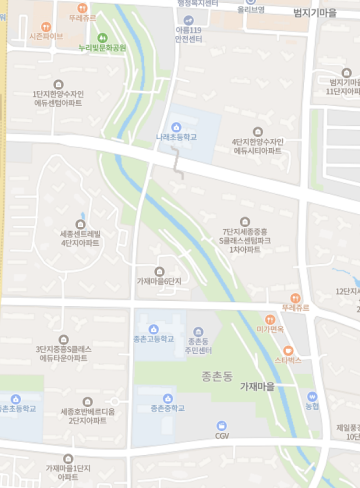 행정복지센터
올리브영
범지기마을
뚜레쥬르
시즌파이브
아름119
안전센터
누리빛문화공원
1단지한양수자인
에듀센텀아파트
범지기마을
11단지아파
나래초등학교
4단지한양수자인
에듀시티아파트
세종센트레빌
4단지아파트
7단지세종중흥
S클래스센텀파크
1차아파트
가재마을6단지
12단지
뚜레쥬르
미가면옥
종촌고등학교
종촌동
주민센터
3단지중흥S클래스
에듀타운아파트
스타벅스
종촌동
가재마을
종촌초등학교
세종호반베르디움
2단지아파트
종촌중학교
농협
CGV
제일풍경
10단
가재마을1단지
아파트